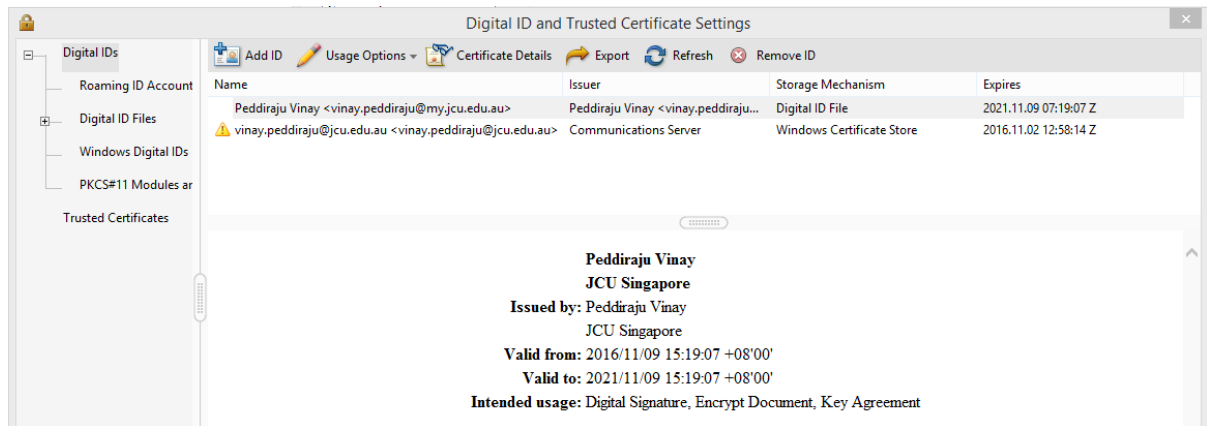 Digital ID and Trusted Certificate Settings
Digital IDs
Roaming ID Account
Digital ID Files
Windows Digital IDs
PKCS#11 Modules ar
Trusted Certificates
Add ID Usage Options Certificate Details Export Refresh Remove ID
Name Issuer Storage Mechanism Expires
Peddiraju Vinay <vinay.peddiraju@my.jcu.edu.au> Peddiraju Vinay <vinay.peddiraju... Digital ID File 2021.11.09 07:19:07 Z
vinay.peddiraju@jcu.edu.au <vinay.peddiraju@jcu.edu.au> Communications Server Windows Certificate Store 2016.11.02 12:58:14 Z
Peddiraju Vinay
JCU Singapore
Issued by: Peddiraju Vinay
JCU Singapore
Valid from: 2016/11/09 15:19:07 +08'00'
Valid to: 2021/11/09 15:19:07 +08'00'
Intended usage: Digital Signature, Encrypt Document, Key Agreement